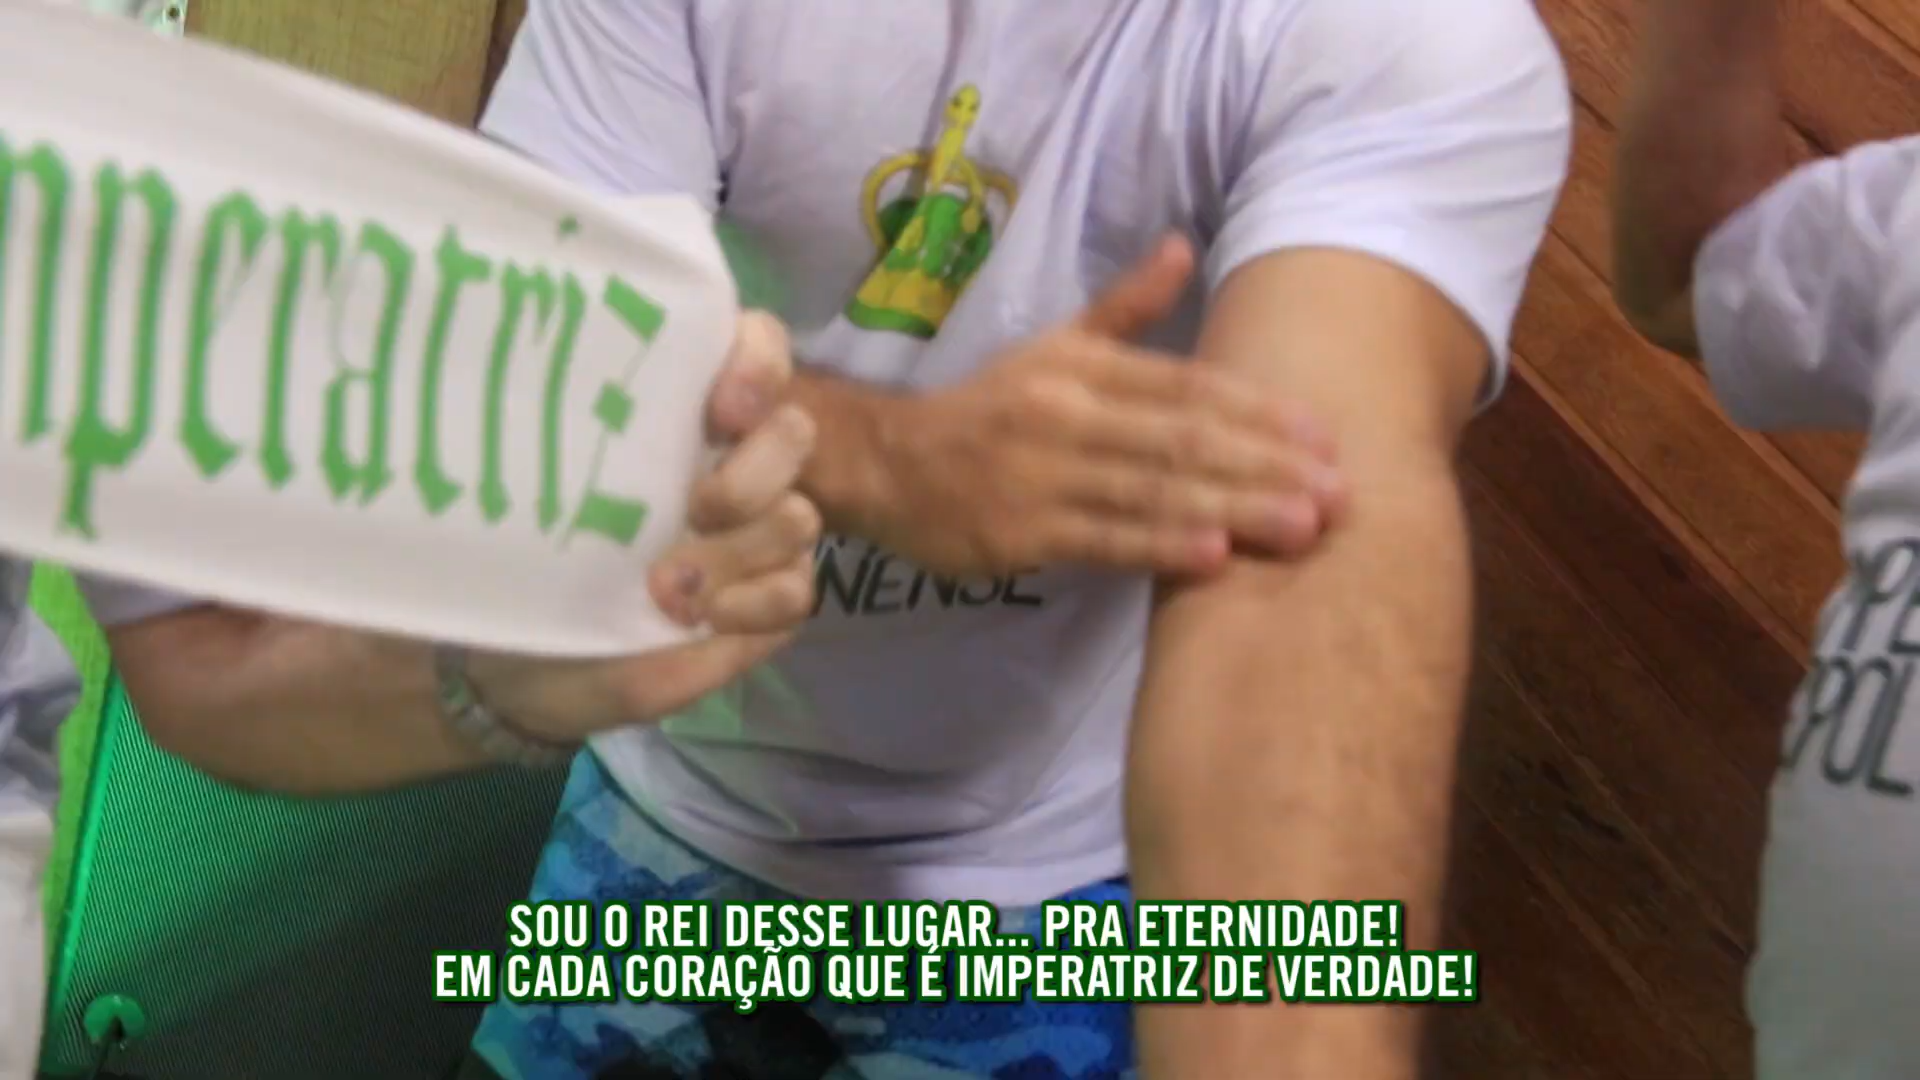 mperatriz
NENSE
SOU O REI DESSE LUGAR... PRA ETERNIDADE!
EM CADA CORAÇÃO QUE É IMPERATRIZ DE VERDADE!